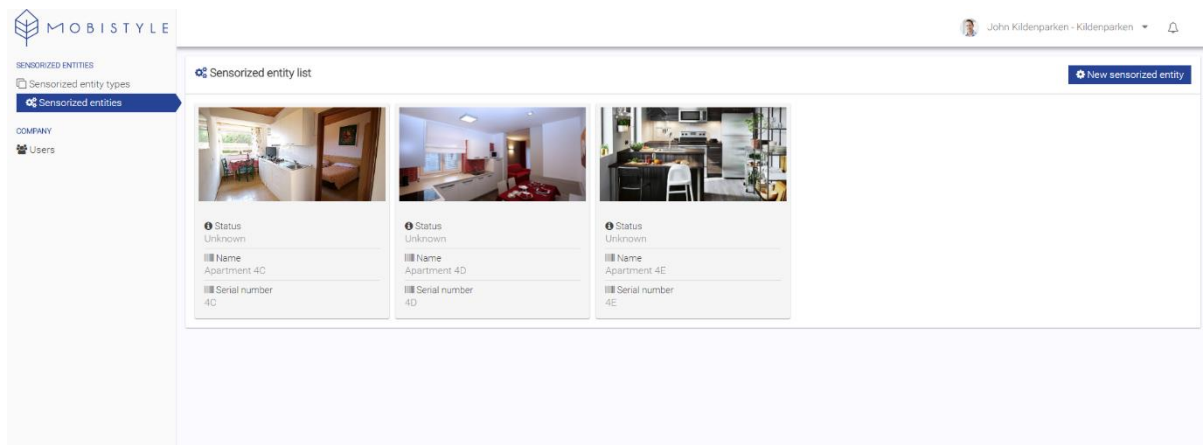 MOBISTYLE
John Kildenparken - Kildenparken
SENSORIZED ENTITIES
Sensorized entity types
Sensorized entities
COMPANY
Users
Sensorized entity list
New sensorized entity
Status
Unknown
Name
Apartment 4C
Serial number
4C
Status
Unknown
Name
Apartment 4D
Serial number
4D
Status
Unknown
Name
Apartment 4E
Serial number
4E